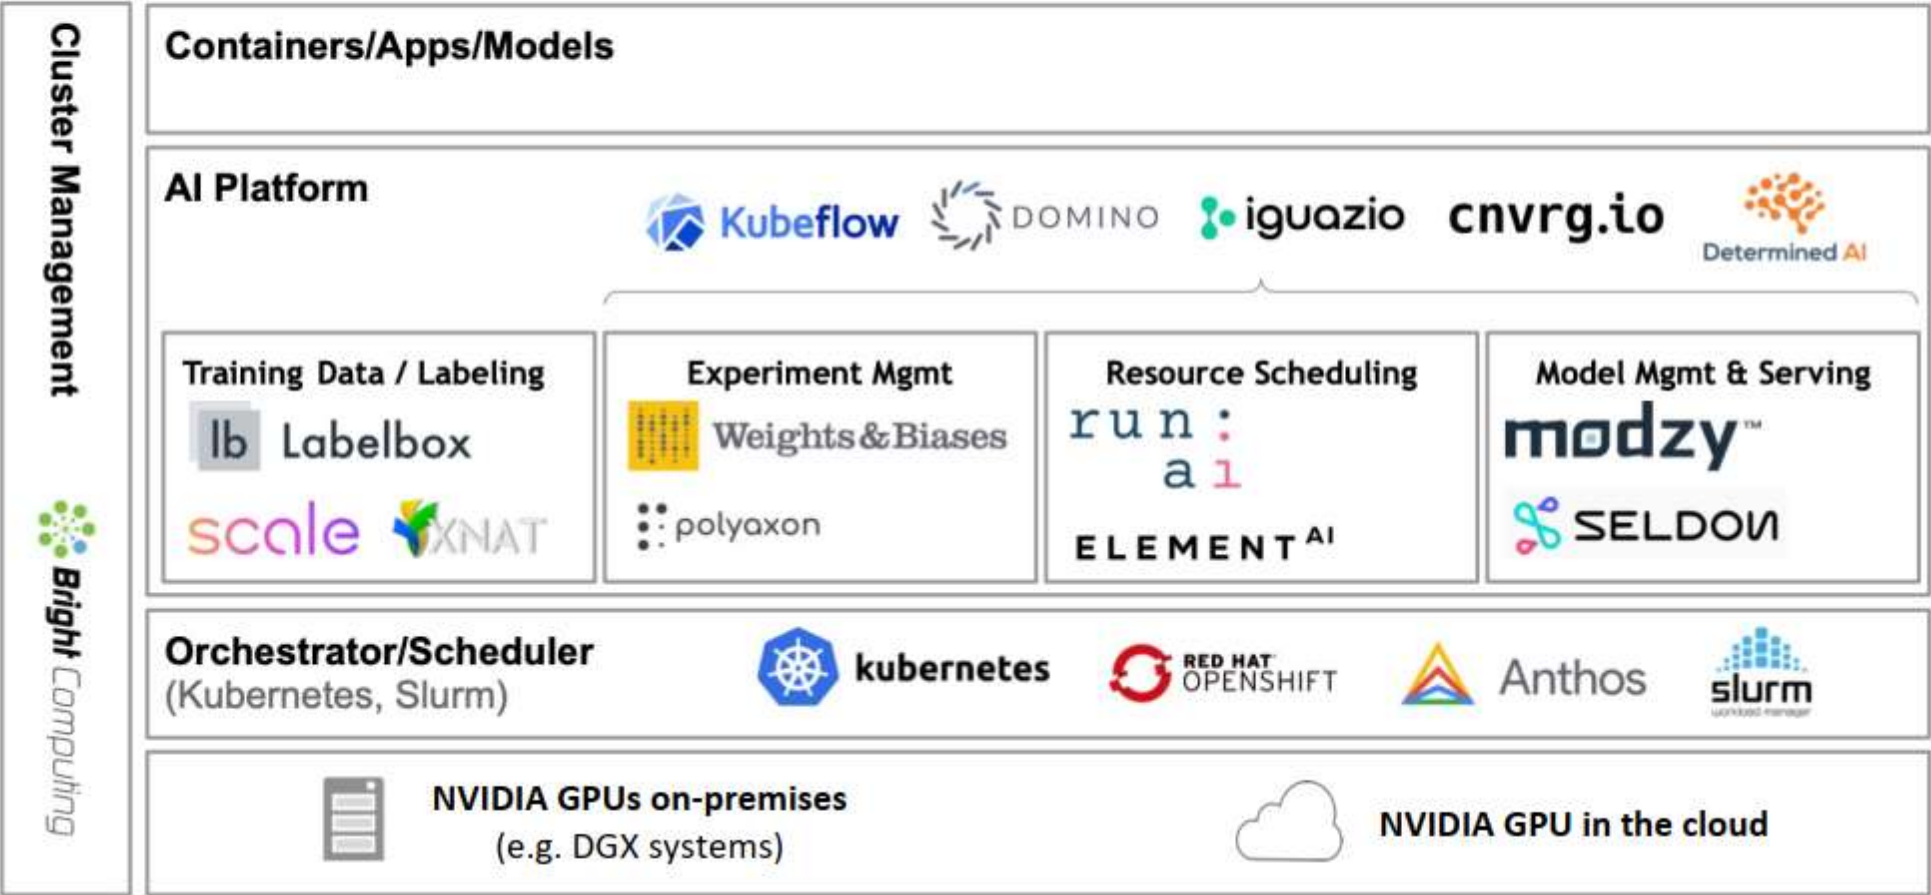 Cluster Management
Bright Computing
Containers/Apps/Models
AI Platform
Kubeflow
DOMINO
iguazio
cnvrg.io
Determined AI
Training Data / Labeling
lb Labelbox
scale
XNAT
Experiment Mgmt
Weights & Biases
polyaxon
Resource Scheduling
run:
ai
ELEMENT AI
Model Mgmt & Serving
modzy™
SELDON
Orchestrator/Scheduler
(Kubernetes, Slurm)
kubernetes
RED HAT
OPENSHIFT
Anthos
slurm
workload manager
NVIDIA GPUs on-premises
(e.g. DGX systems)
NVIDIA GPU in the cloud